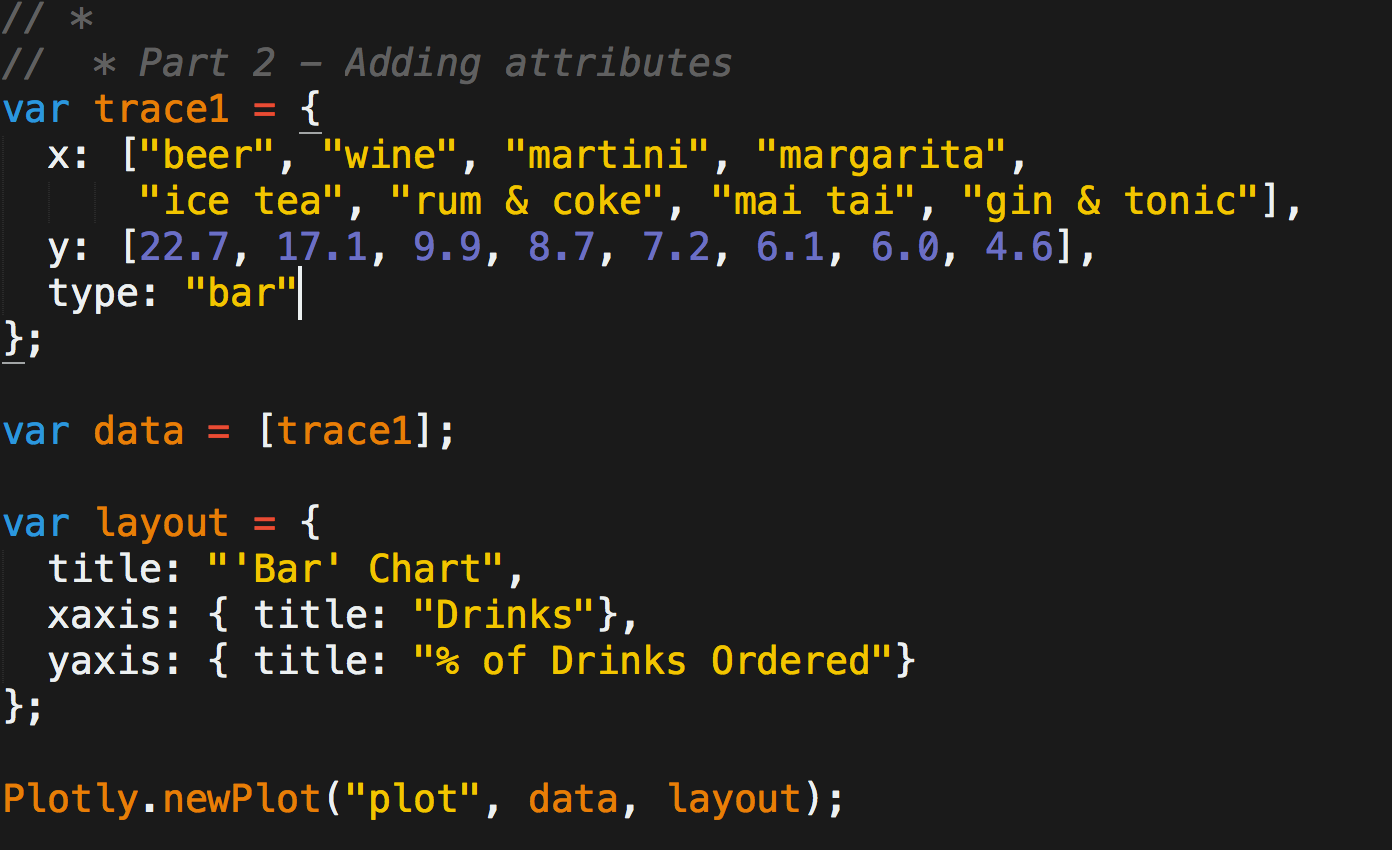 // *
//  * Part 2 – Adding attributes
var trace1 = {
  x: ["beer", "wine", "martini", "margarita",
      "ice tea", "rum & coke", "mai tai", "gin & tonic"],
  y: [22.7, 17.1, 9.9, 8.7, 7.2, 6.1, 6.0, 4.6],
  type: "bar"
};

var data = [trace1];

var layout = {
  title: "'Bar' Chart",
  xaxis: { title: "Drinks"},
  yaxis: { title: "% of Drinks Ordered"}
};

Plotly.newPlot("plot", data, layout);